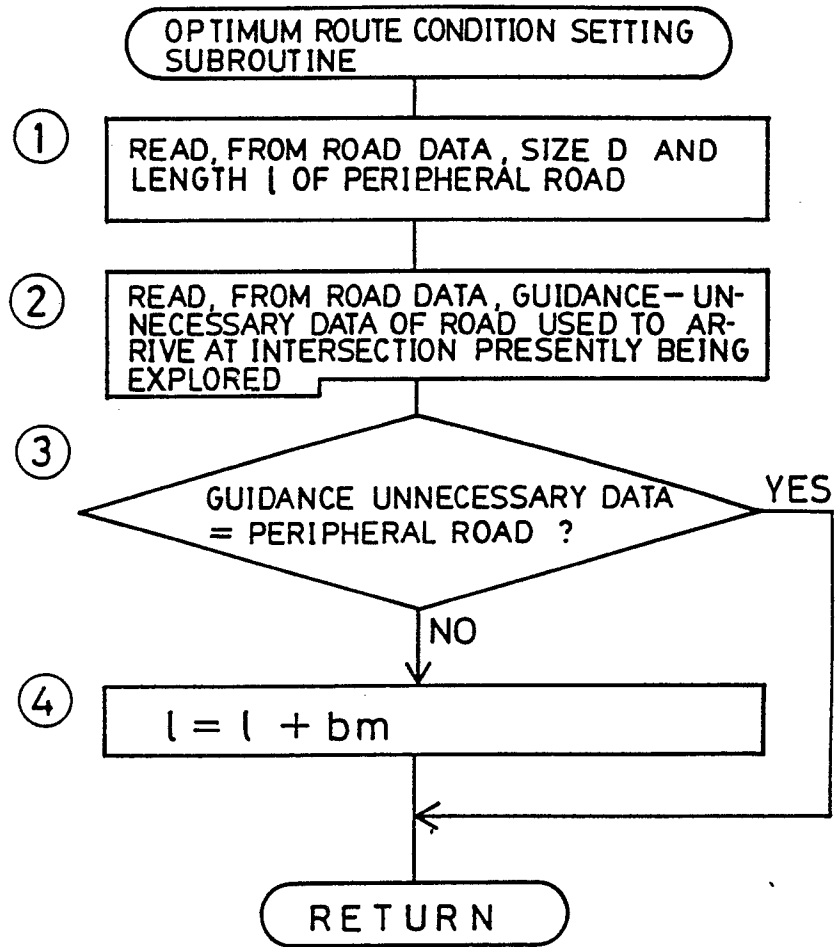 OPTIMUM ROUTE CONDITION SETTING
SUBROUTINE
1
READ, FROM ROAD DATA, SIZE D AND
LENGTH l OF PERIPHERAL ROAD
2
READ, FROM ROAD DATA, GUIDANCE-UN-
NECESSARY DATA OF ROAD USED TO AR-
RIVE AT INTERSECTION PRESENTLY BEING
EXPLORED
3
GUIDANCE UNNECESSARY DATA
= PERIPHERAL ROAD ?
YES
NO
4
l = l + bm
RETURN